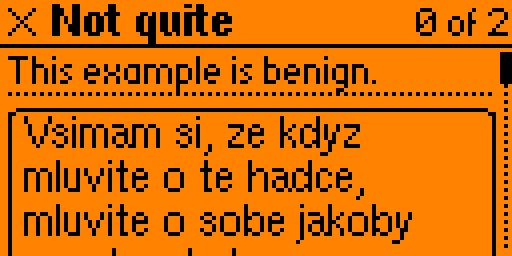 Not quite
0 of 2
This example is benign.
Vsimam si, ze kdyz
mluvite o te hadce,
mluvite o sobe jakoby